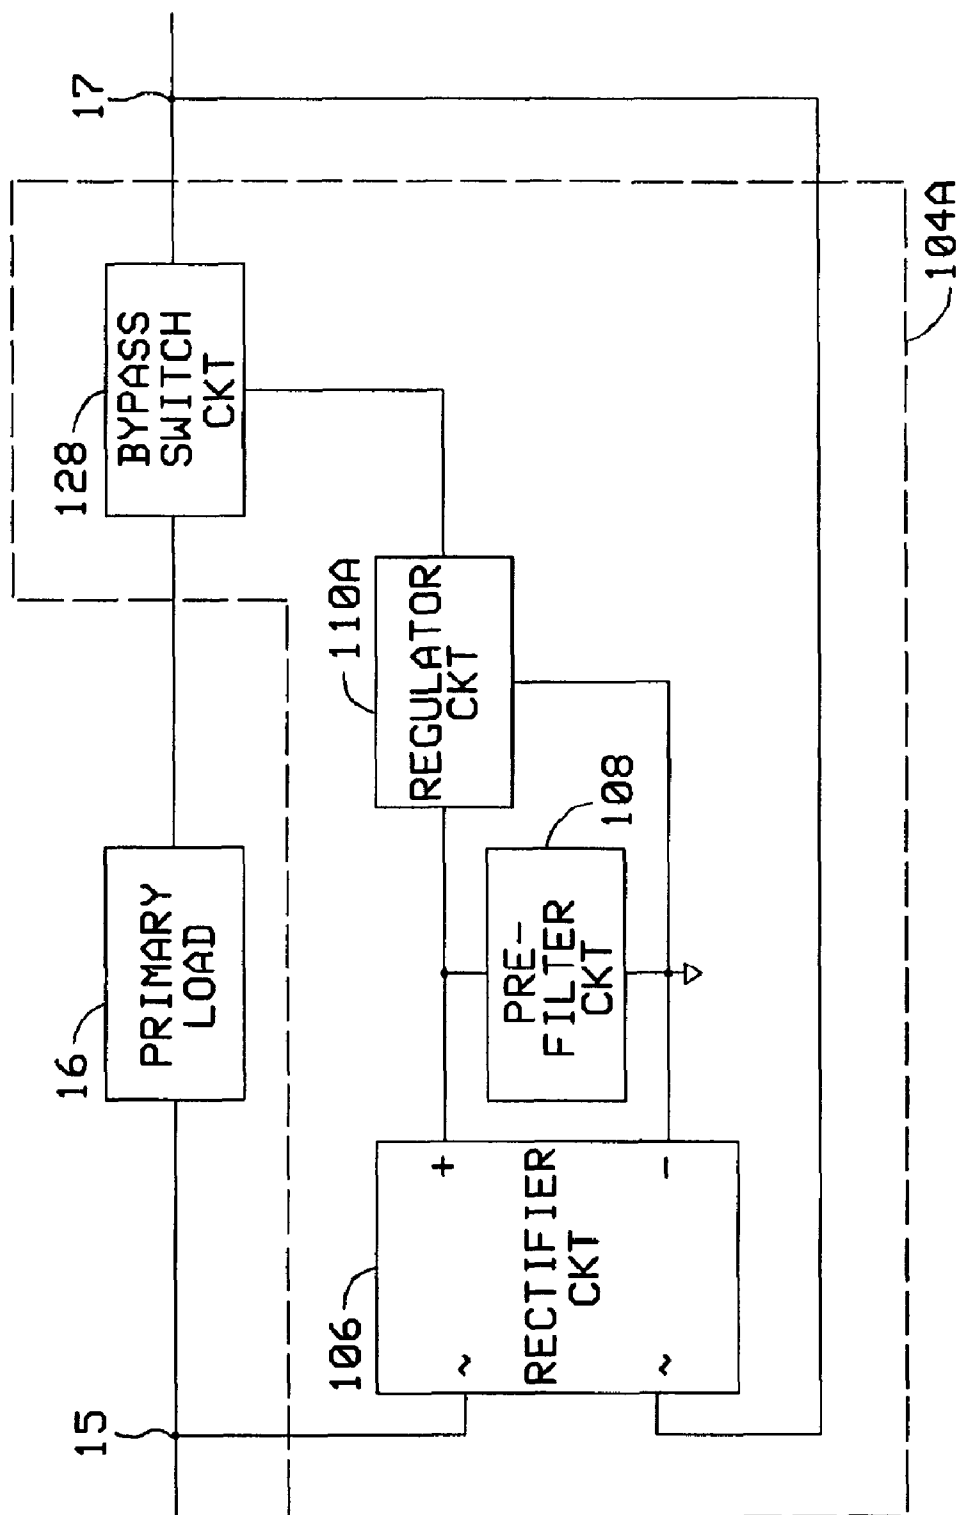 17
104A
BYPASS
SWITCH
CKT
128
110A
REGULATOR
CKT
108
PRE-
FILTER
CKT
PRIMARY
LOAD
16
+
-
RECTIFIER
CKT
~
~
106
15